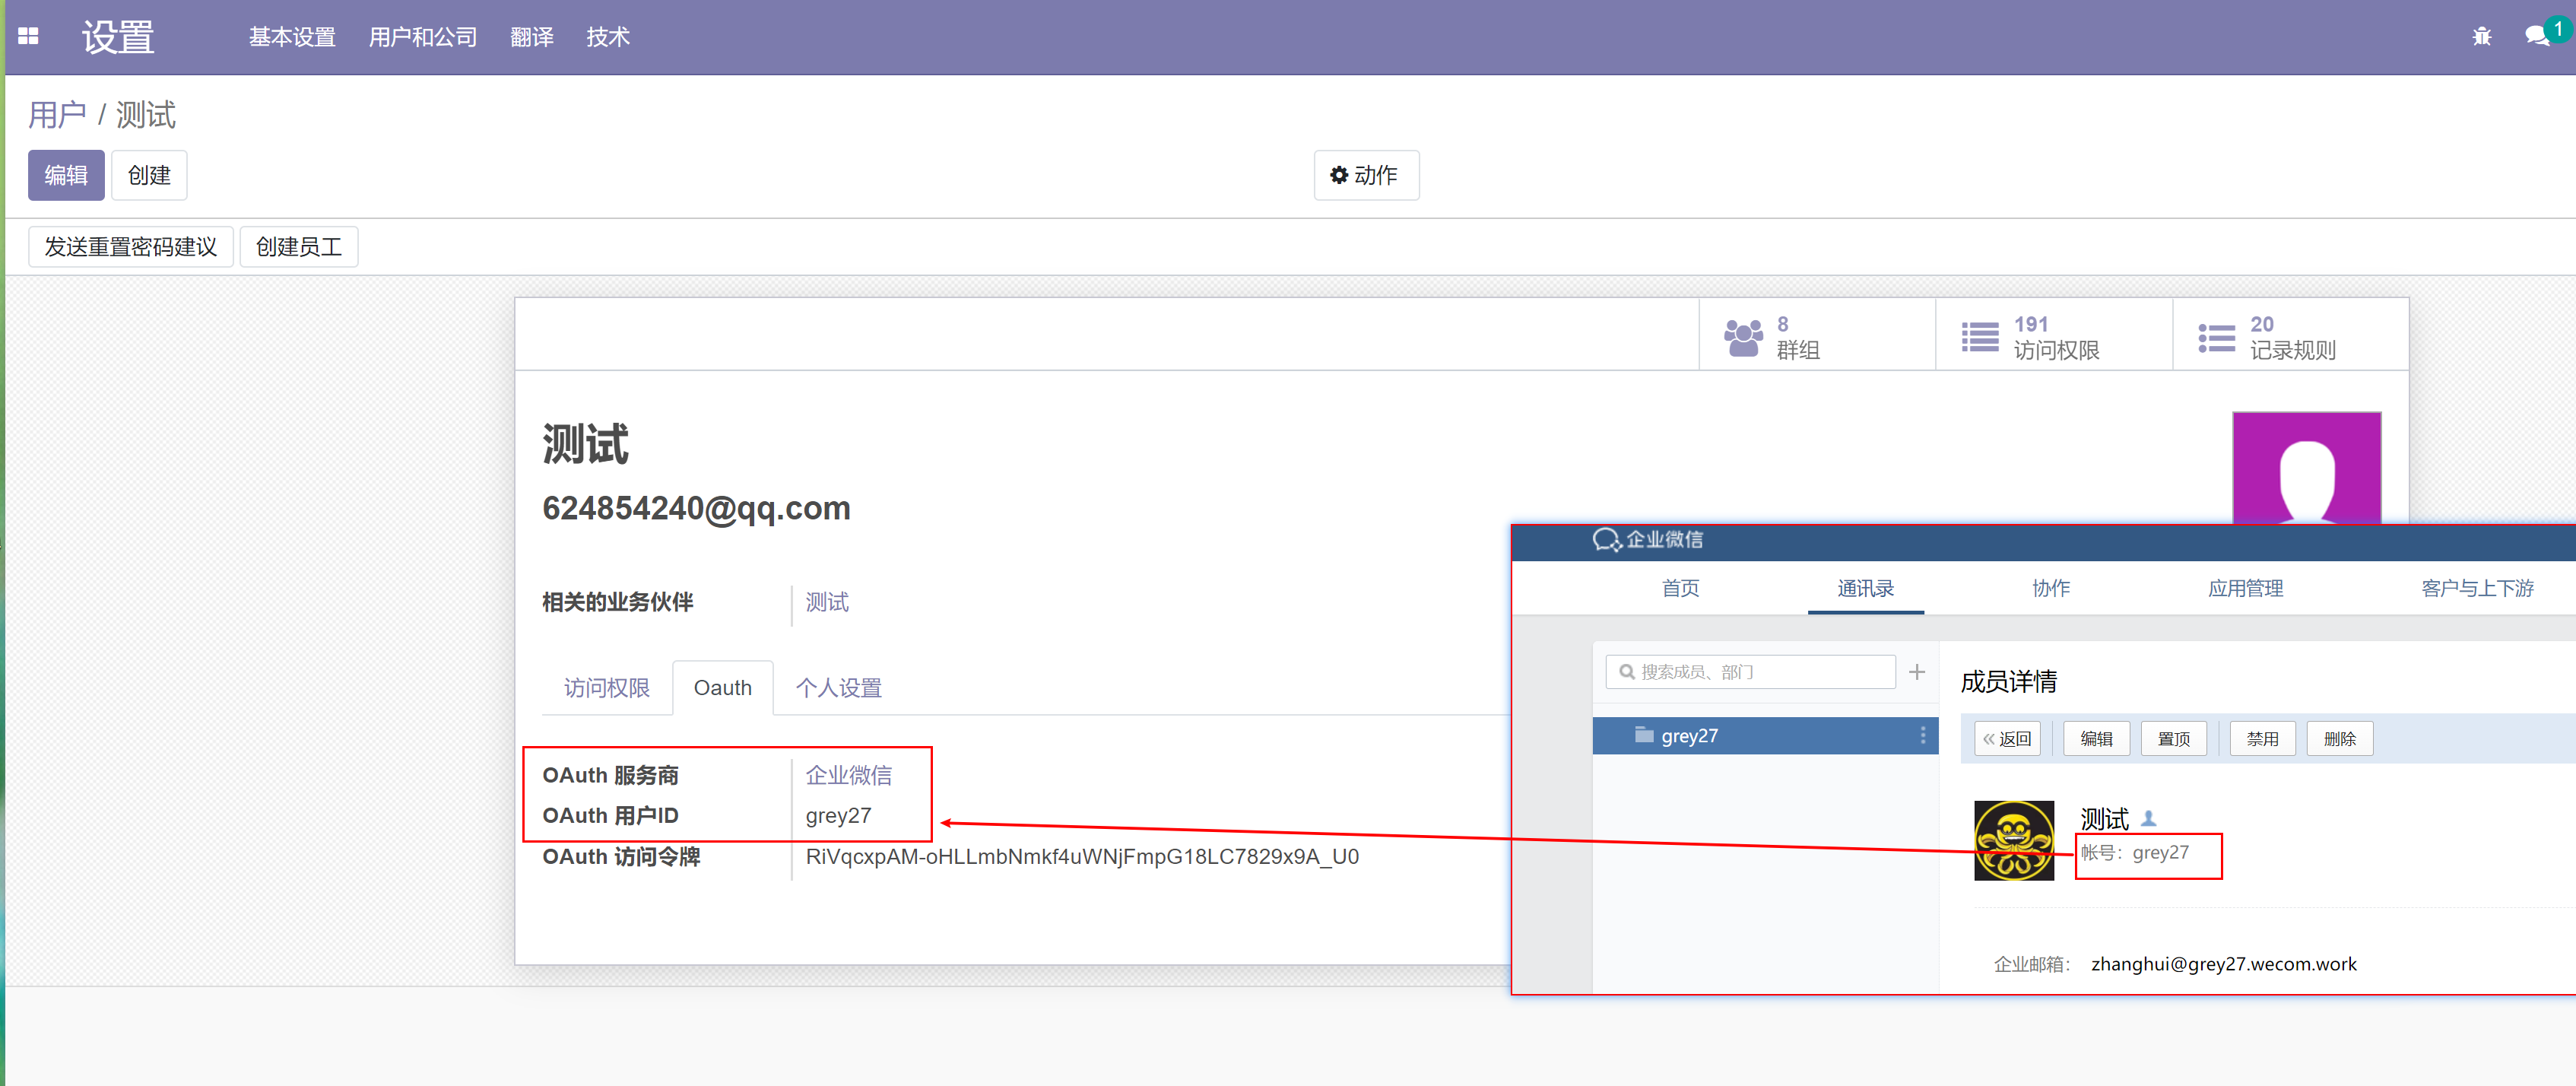 设置 基本设置 用户和公司 翻译 技术 1
用户 / 测试
编辑 创建 动作
发送重置密码建议 创建员工
8
群组
191
访问权限
20
记录规则
测试
624854240@qq.com
相关的业务伙伴 测试
访问权限 Oauth 个人设置
OAuth 服务商 企业微信
OAuth 用户ID grey27
OAuth 访问令牌 RiVqcxpAM-oHLLmbNmkf4uWNjFmpG18LC7829x9A_U0
企业微信
首页 通讯录 协作 应用管理 客户与上下游
搜索成员、部门
grey27
成员详情
返回 编辑 置顶 禁用 删除
测试
帐号：grey27
企业邮箱： zhanghui@grey27.wecom.work